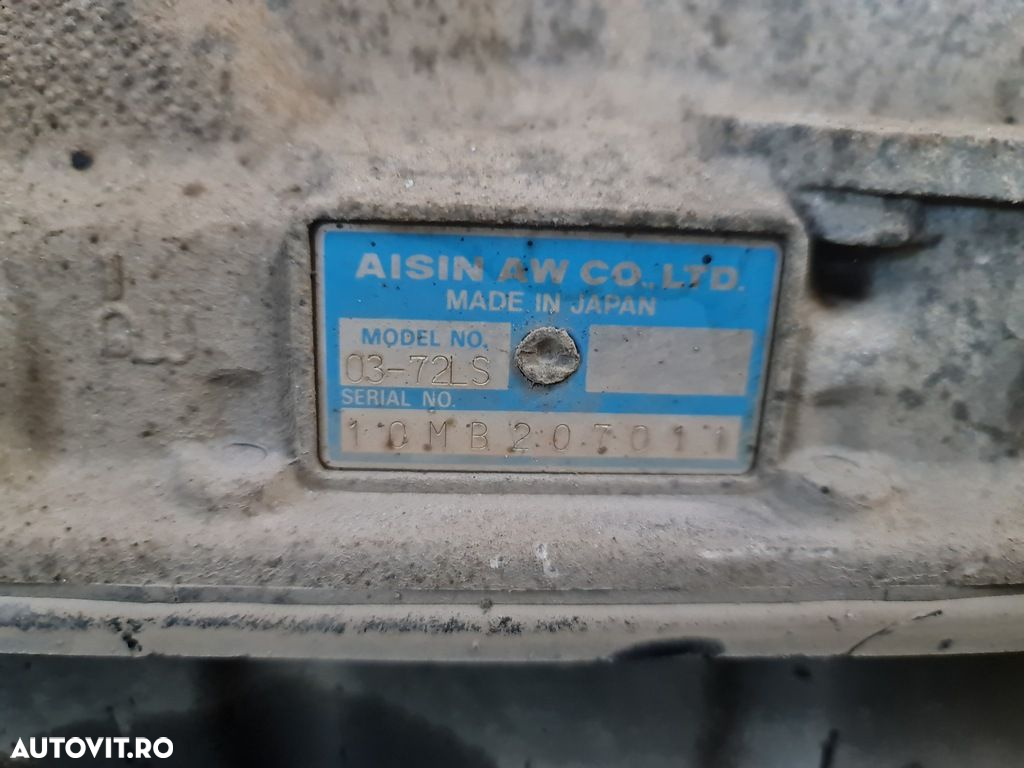 AISIN AW CO., LTD.
MADE IN JAPAN
MODEL NO.
03-72LS
SERIAL NO.
10MB207011
AUTOVIT.RO